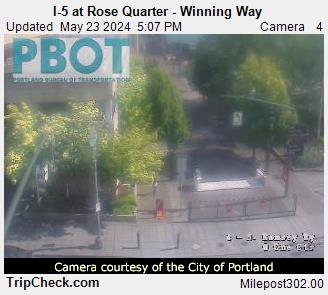 I-5 at Rose Quarter - Winning Way
Updated May 23 2024 5:07 PM Camera 4
PBOT
PORTLAND BUREAU OF TRANSPORTATION
Camera courtesy of the City of Portland
TripCheck.com Milepost302.00